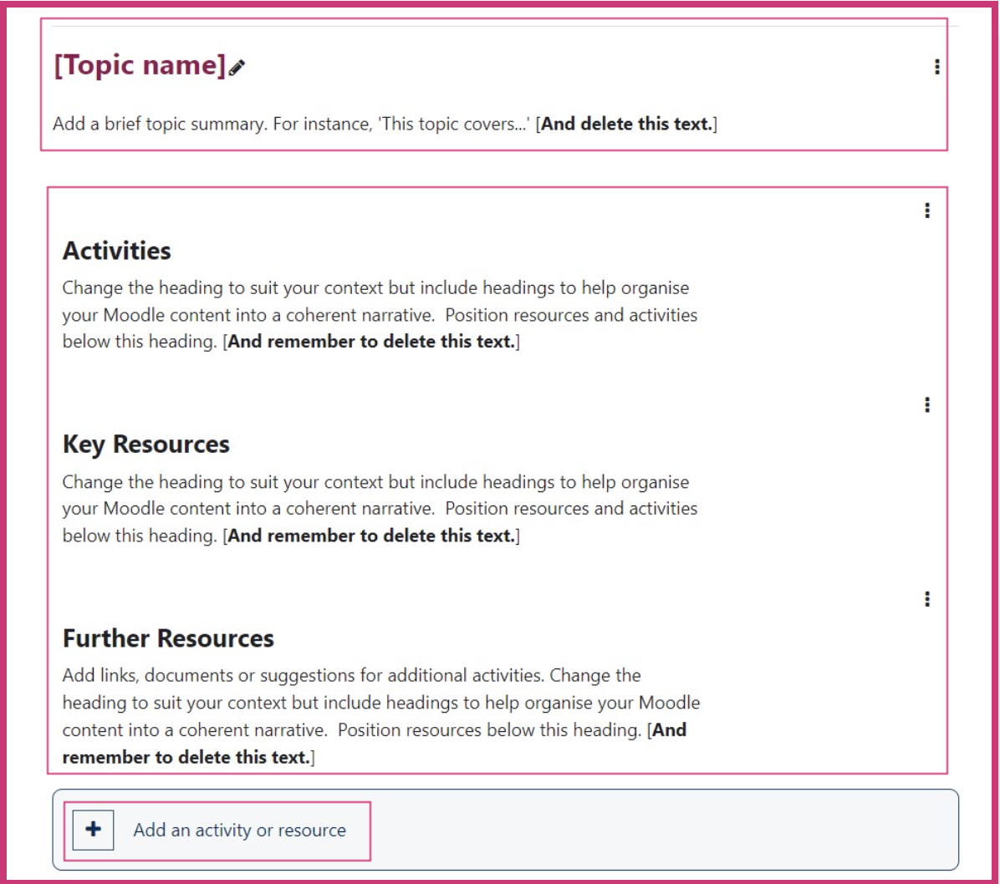 [Topic name]
Add a brief topic summary. For instance, 'This topic covers...' [And delete this text.]
Activities
Change the heading to suit your context but include headings to help organise
your Moodle content into a coherent narrative.  Position resources and activities
below this heading. [And remember to delete this text.]
Key Resources
Change the heading to suit your context but include headings to help organise
your Moodle content into a coherent narrative.  Position resources and activities
below this heading. [And remember to delete this text.]
Further Resources
Add links, documents or suggestions for additional activities. Change the
heading to suit your context but include headings to help organise your Moodle
content into a coherent narrative.  Position resources below this heading. [And
remember to delete this text.]
Add an activity or resource